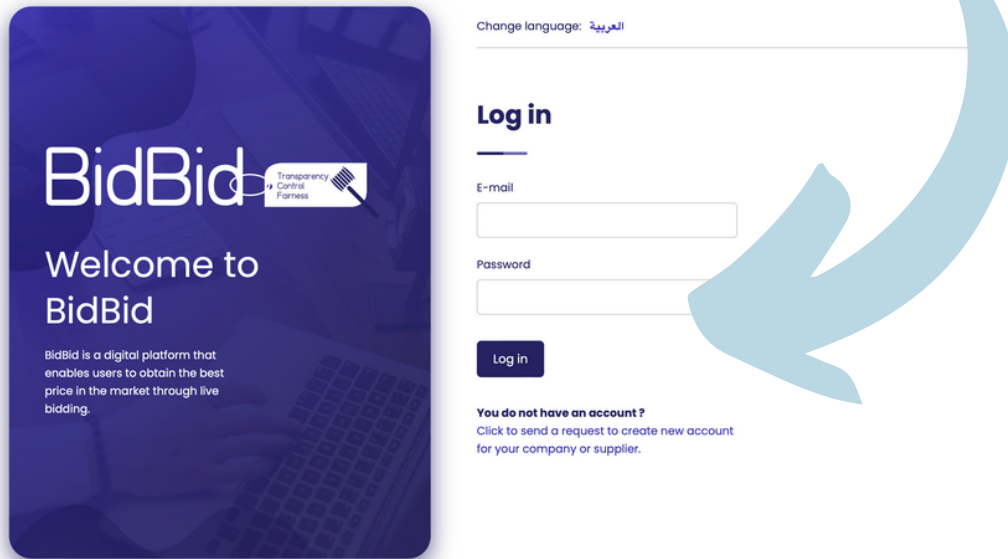 BidBid
Transparency
Control
Fairness
Welcome to
BidBid
BidBid is a digital platform that
enables users to obtain the best
price in the market through live
bidding.
Change language: العربية
Log in
E-mail
Password
Log in
You do not have an account ?
Click to send a request to create new account
for your company or supplier.